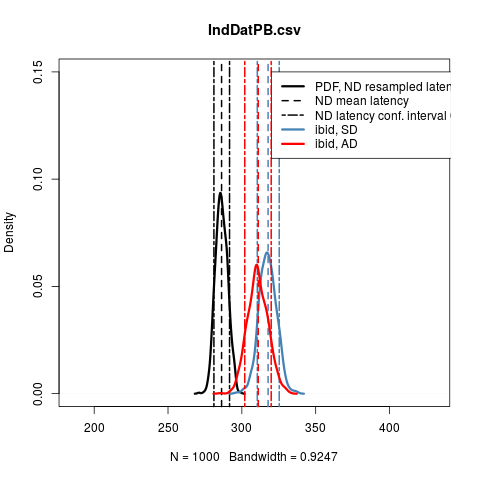 IndDatPB.csv
PDF, ND resampled
ND mean latency
ND latency conf. interval
ibid, SD
ibid, AD
Density
0.00
0.05
0.10
0.15
200
250
300
350
400
N = 1000 Bandwidth = 0.9247